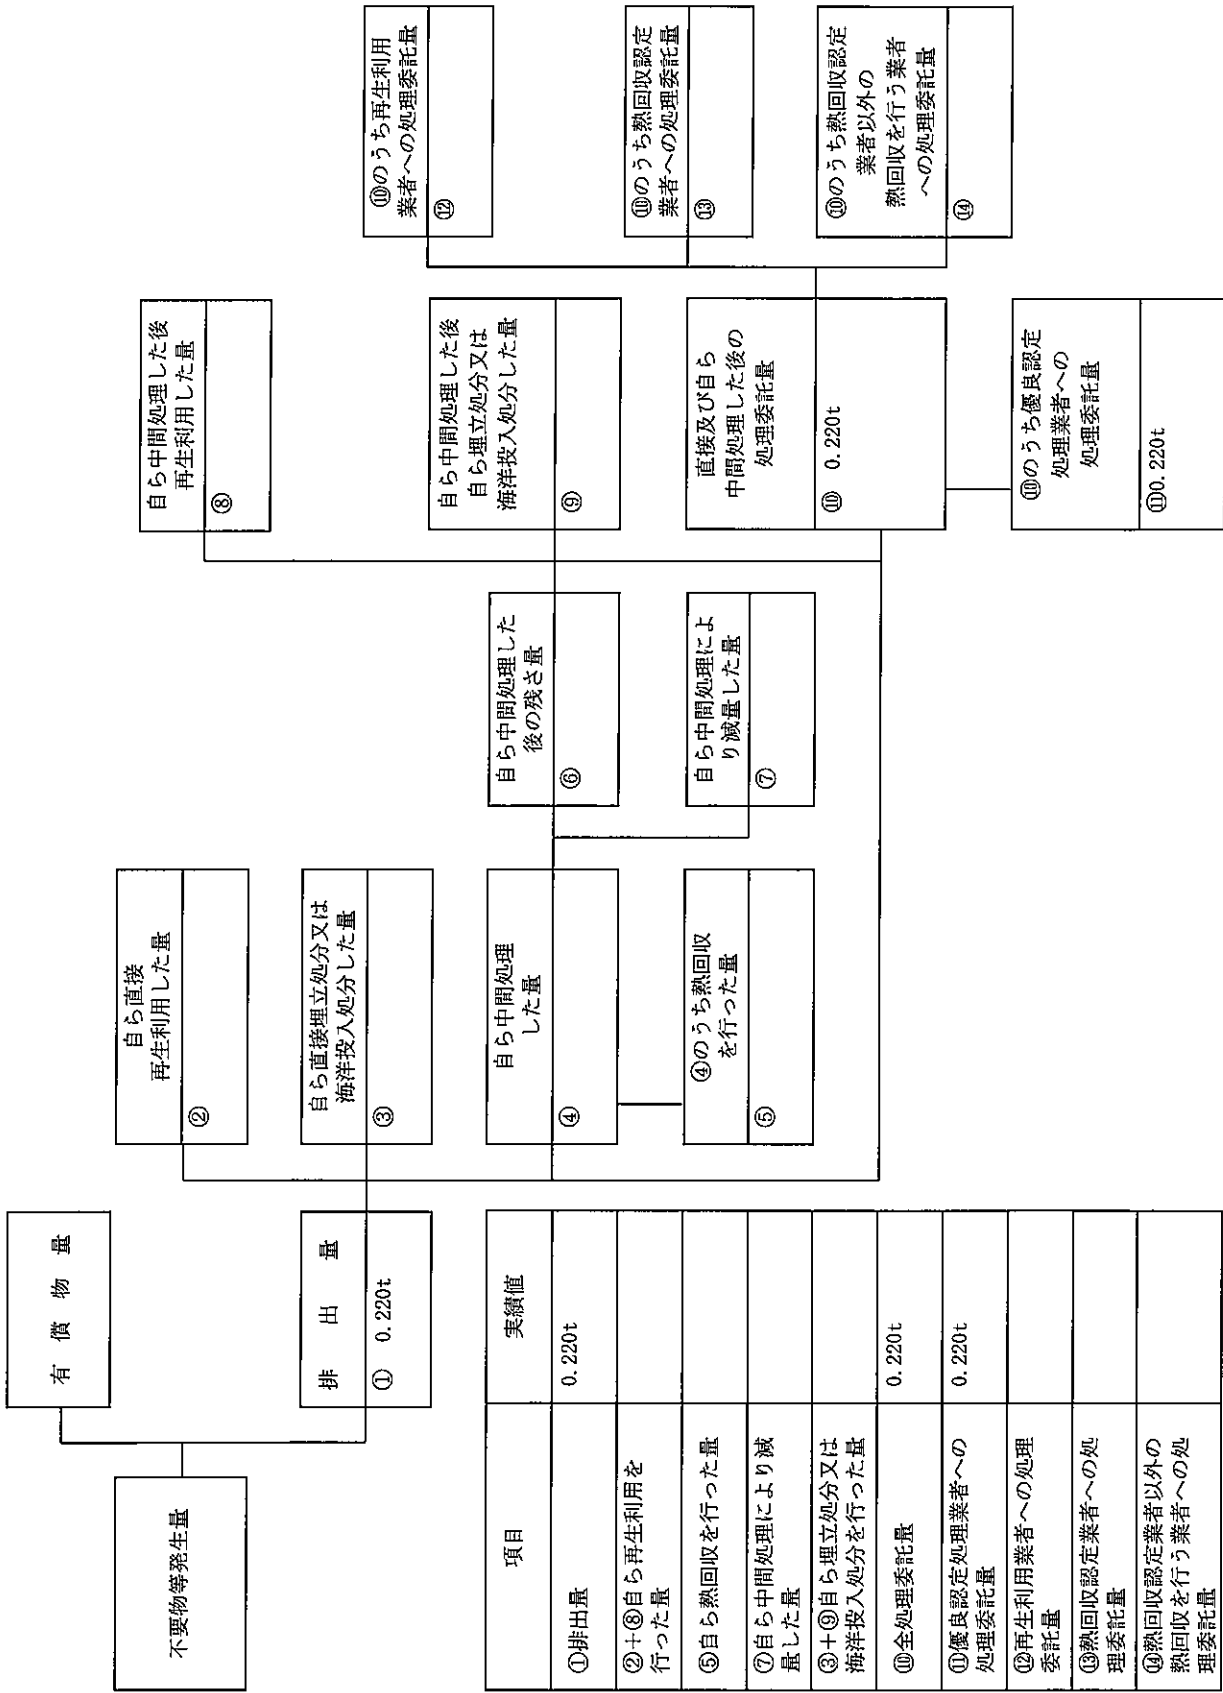 不要物等発生量
有償物量
排出量
① 0.220t
自ら直接
再生利用した量
②
自ら直接埋立処分又は
海洋投入処分した量
③
自ら中間処理
した量
④
④のうち熱回収
を行った量
⑤
自ら中間処理した
後の残さ量
⑥
自ら中間処理によ
り減量した量
⑦
自ら中間処理した後
再生利用した量
⑧
自ら中間処理した後
自ら埋立処分又は
海洋投入処分した量
⑨
直接及び自ら
中間処理した後の
処理委託量
⑩ 0.220t
⑩のうち優良認定
処理業者への
処理委託量
⑪0.220t
⑩のうち再生利用
業者への処理委託量
⑫
⑩のうち熱回収認定
業者への処理委託量
⑬
⑩のうち熱回収認定
業者以外の
熱回収を行う業者
への処理委託量
⑭
項目 実績値
①排出量 0.220t
②+⑧自ら再生利用を
行った量
⑤自ら熱回収を行った量
⑦自ら中間処理により減
量した量
③+⑨自ら埋立処分又は
海洋投入処分を行った量
⑩全処理委託量 0.220t
⑪優良認定処理業者への
処理委託量 0.220t
⑫再生利用業者への処理
委託量
⑬熱回収認定業者への処
理委託量
⑭熱回収認定業者以外の
熱回収を行う業者への処
理委託量